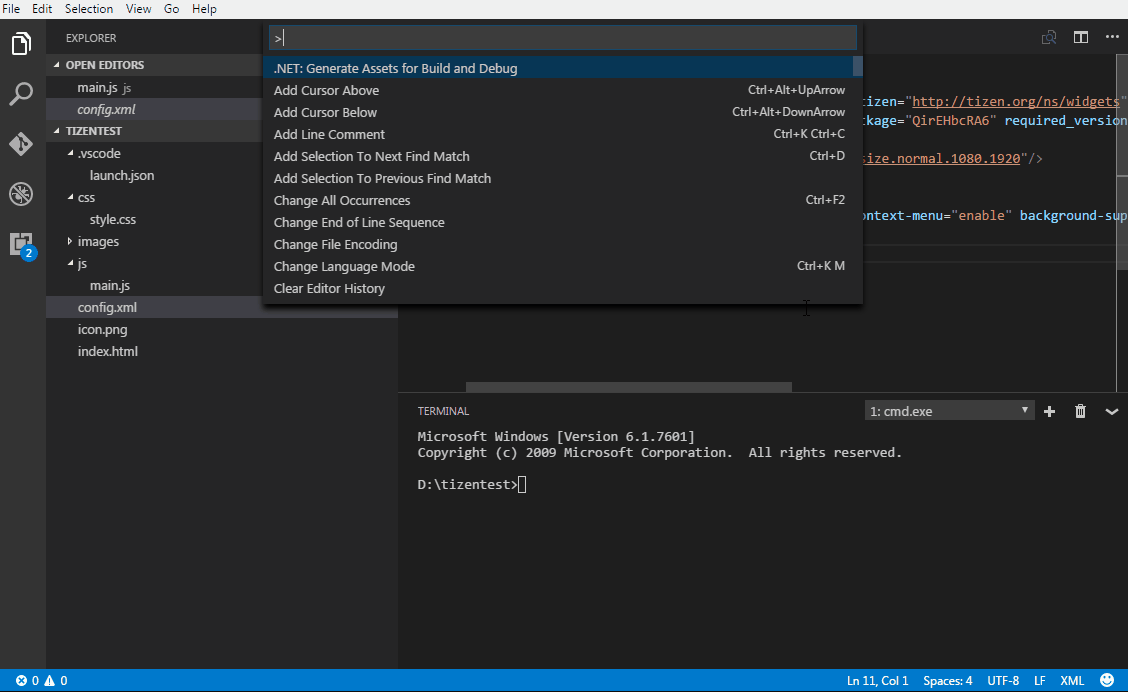 File Edit Selection View Go Help
EXPLORER
OPEN EDITORS
main.js js
config.xml
TIZENTEST
.vscode
launch.json
css
style.css
images
js
main.js
config.xml
icon.png
index.html
2
>
.NET: Generate Assets for Build and Debug
Add Cursor Above Ctrl+Alt+UpArrow
Add Cursor Below Ctrl+Alt+DownArrow
Add Line Comment Ctrl+K Ctrl+C
Add Selection To Next Find Match Ctrl+D
Add Selection To Previous Find Match
Change All Occurrences Ctrl+F2
Change End of Line Sequence
Change File Encoding
Change Language Mode Ctrl+K M
Clear Editor History
izen="http://tizen.org/ns/widgets"
kage="QirEHbcRA6" required_version
ize.normal.1080.1920"/>
ontext-menu="enable" background-sup
TERMINAL
1: cmd.exe
Microsoft Windows [Version 6.1.7601]
Copyright (c) 2009 Microsoft Corporation. All rights reserved.
D:\tizentest>
0 0 Ln 11, Col 1 Spaces: 4 UTF-8 LF XML